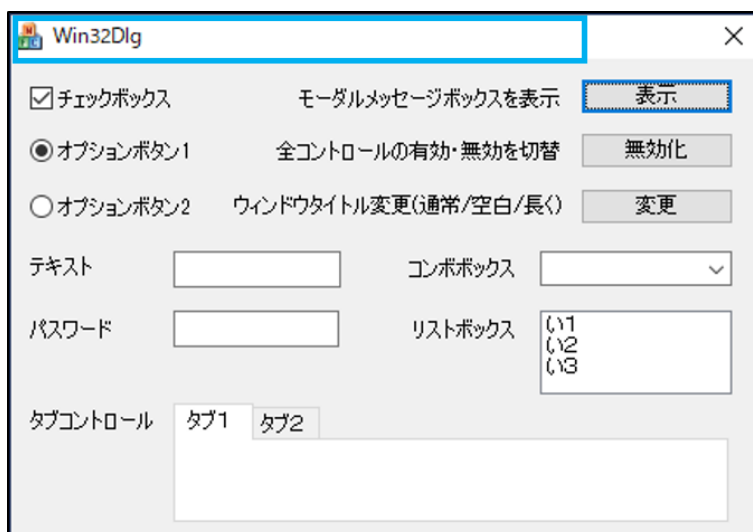 Win32Dlg
チェックボックス モーダルメッセージボックスを表示 表示
オプションボタン1 全コントロールの有効・無効を切替 無効化
オプションボタン2 ウィンドウタイトル変更(通常/空白/長く) 変更
テキスト コンボボックス
パスワード リストボックス い1
い2
い3
タブコントロール タブ1 タブ2